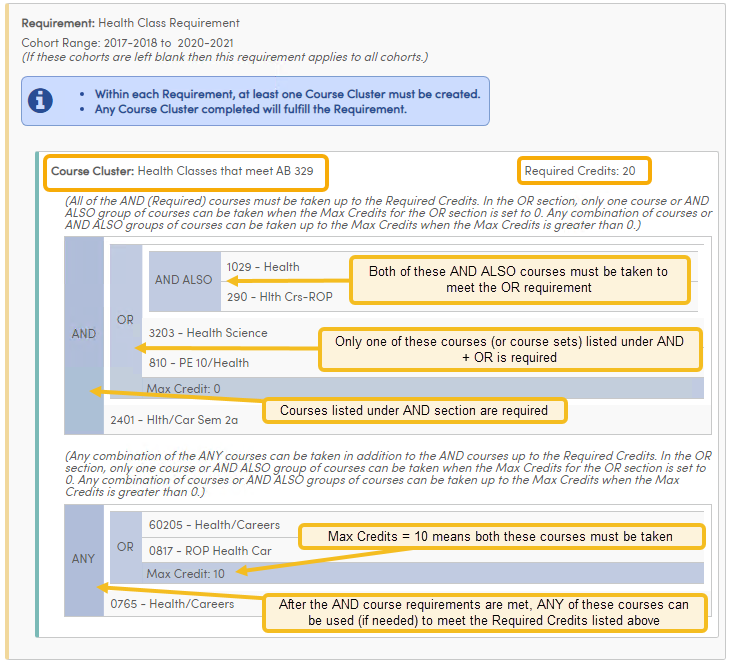 Requirement: Health Class Requirement
Cohort Range: 2017-2018 to 2020-2021
(If these cohorts are left blank then this requirement applies to all cohorts.)
• Within each Requirement, at least one Course Cluster must be created.
• Any Course Cluster completed will fulfill the Requirement.
Course Cluster: Health Classes that meet AB 329
Required Credits: 20
(All of the AND (Required) courses must be taken up to the Required Credits. In the OR section, only one course or AND
ALSO group of courses can be taken when the Max Credits for the OR section is set to 0. Any combination of courses or
AND ALSO groups of courses can be taken up to the Max Credits when the Max Credits is greater than 0.)
AND
OR
AND ALSO
1029 - Health
290 - Hlth Crs-ROP
Both of these AND ALSO courses must be taken to
meet the OR requirement
3203 - Health Science
810 - PE 10/Health
Only one of these courses (or course sets) listed under AND
+ OR is required
Max Credit: 0
Courses listed under AND section are required
2401 - Hlth/Car Sem 2a
(Any combination of the ANY courses can be taken in addition to the AND courses up to the Required Credits. In the OR
section, only one course or AND ALSO group of courses can be taken when the Max Credits for the OR section is set to
0. Any combination of courses or AND ALSO groups of courses can be taken up to the Max Credits when the Max
Credits is greater than 0.)
ANY
OR
60205 - Health/Careers
0817 - ROP Health Car
Max Credits = 10 means both these courses must be taken
Max Credit: 10
0765 - Health/Careers
After the AND course requirements are met, ANY of these courses can
be used (if needed) to meet the Required Credits listed above